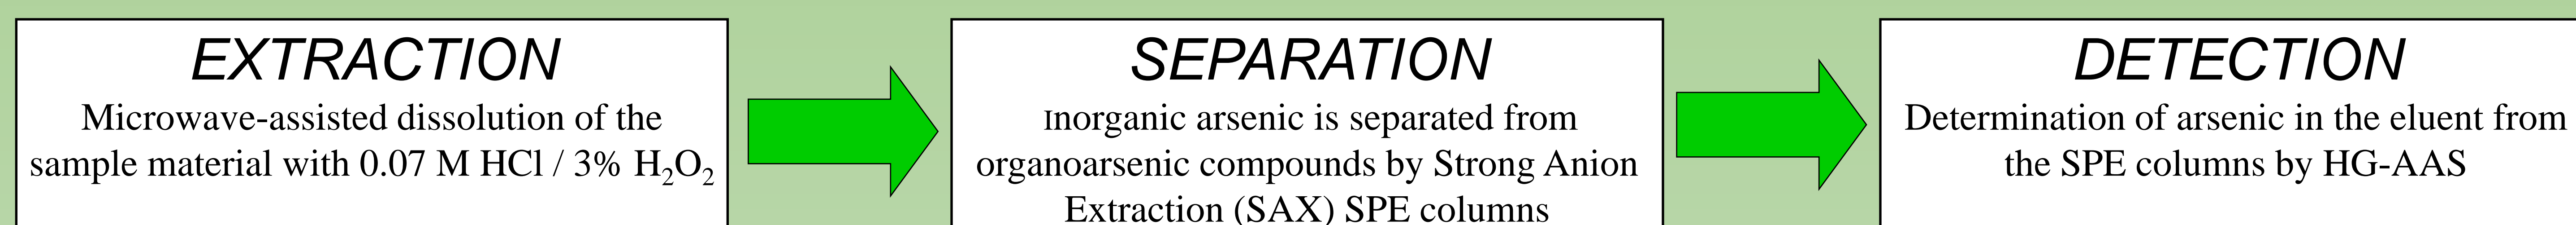 EXTRACTION
Microwave-assisted dissolution of the
sample material with 0.07 M HCl / 3% H₂O₂
SEPARATION
Inorganic arsenic is separated from
organoarsenic compounds by Strong Anion
Extraction (SAX) SPE columns
DETECTION
Determination of arsenic in the eluent from
the SPE columns by HG-AAS